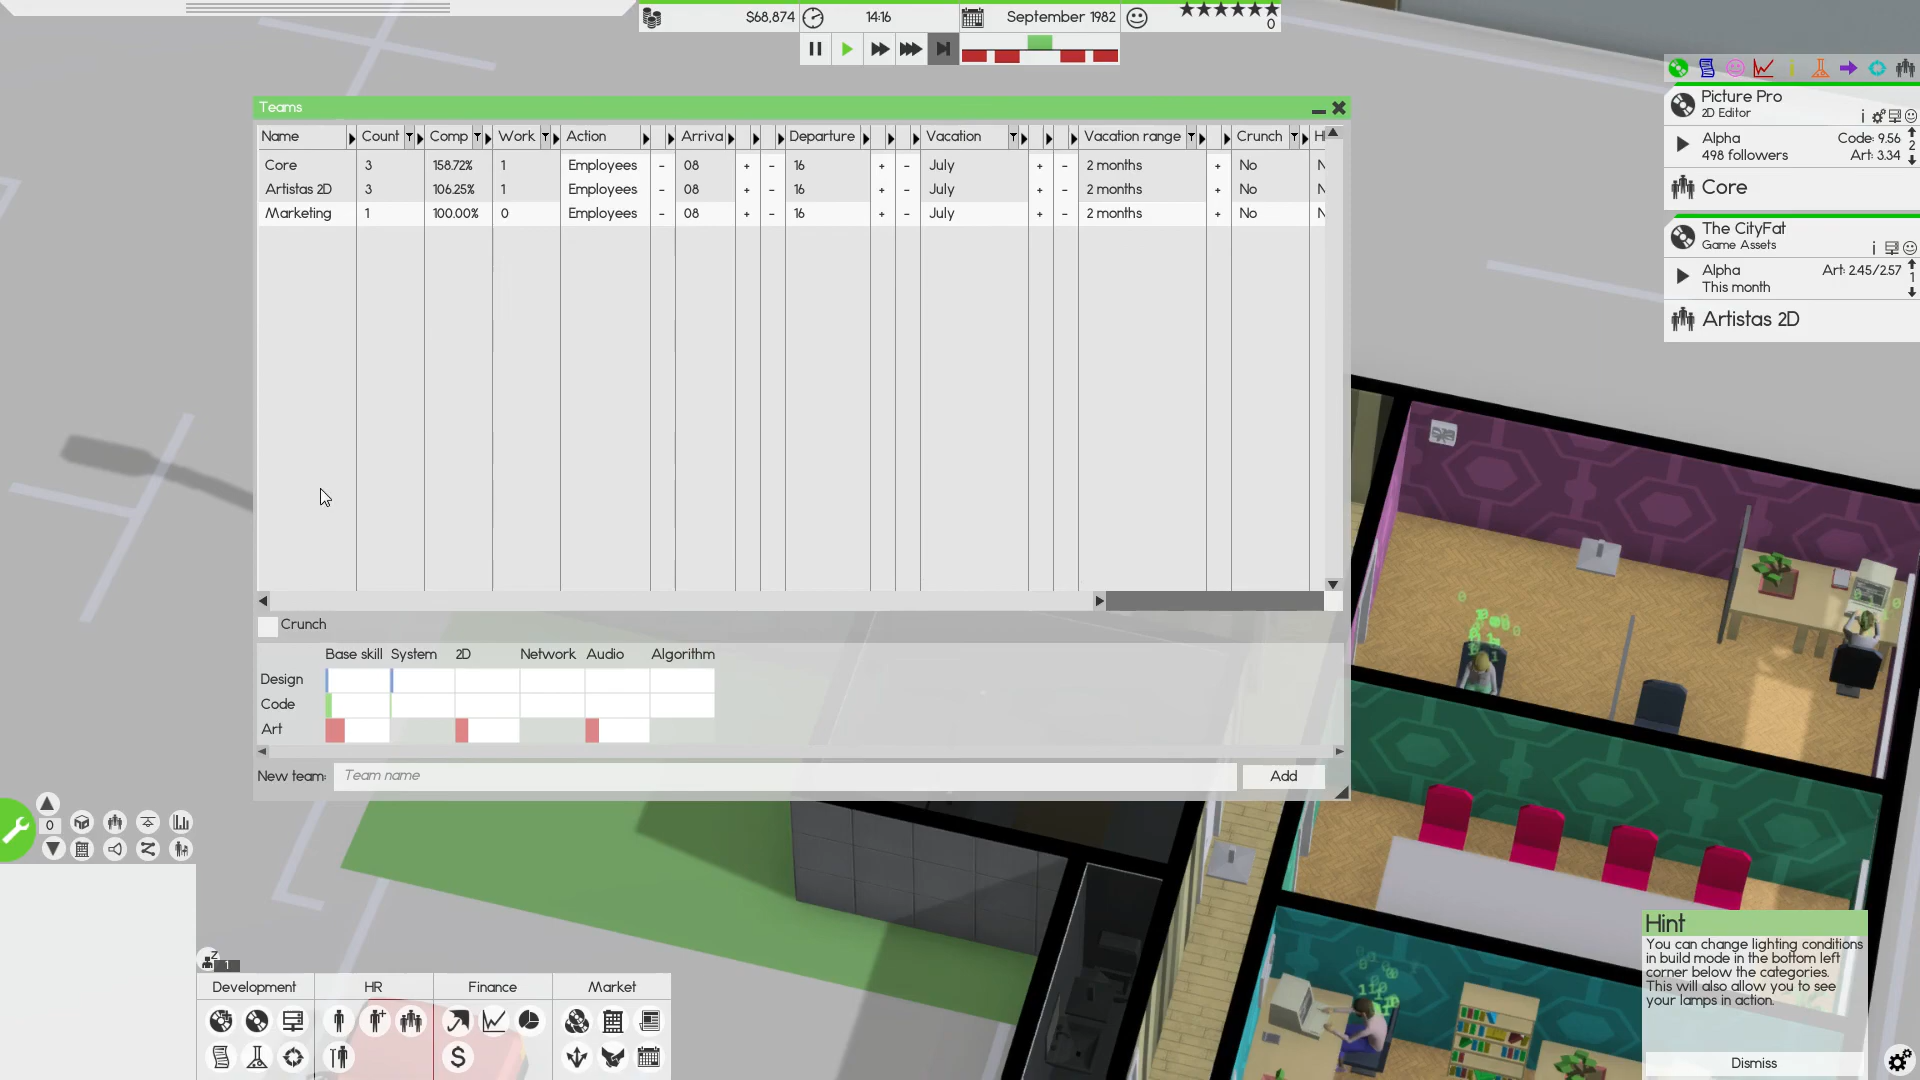 $68,874
14:16
September 1982
0
Teams
Name Count Comp Work Action Arriva Departure Vacation Vacation range Crunch H
Core 3 158.72% 1 Employees - 08 + - 16 + - July + - 2 months + No N
Artistas 2D 3 106.25% 1 Employees - 08 + - 16 + - July + - 2 months + No N
Marketing 1 100.00% 0 Employees - 08 + - 16 + - July + - 2 months + No N
Crunch
Base skill System 2D Network Audio Algorithm
Design
Code
Art
New team: Team name Add
Picture Pro
2D Editor
Alpha Code: 9.56
498 followers Art: 3.34
2
Core
The CityFat
Game Assets
Alpha Art: 2.45/2.57
This month
1
Artistas 2D
0
1
Development HR Finance Market
Hint
You can change lighting conditions
in build mode in the bottom left
corner below the categories.
This will also allow you to see
your lamps in action.
Dismiss